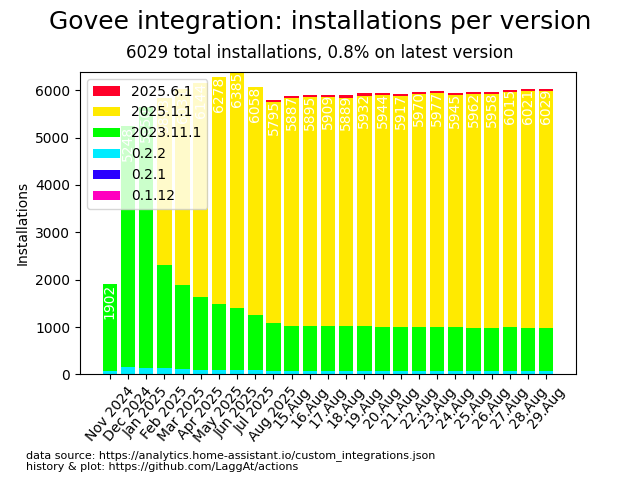 Govee integration: installations per version
6029 total installations, 0.8% on latest version
Installations
6000
5000
4000
3000
2000
1000
0
2025.6.1
2025.1.1
2023.11.1
0.2.2
0.2.1
0.1.12
1902
6278
6385
6058
5795
5887
5895
5909
5889
5932
5944
5917
5970
5977
5945
5962
5958
6015
6021
6029
Nov 2024
Dec 2024
Jan 2025
Feb 2025
Mar 2025
Apr 2025
May 2025
Jun 2025
Jul 2025
Aug 2025
15.Aug
16.Aug
17.Aug
18.Aug
19.Aug
20.Aug
21.Aug
22.Aug
23.Aug
24.Aug
25.Aug
26.Aug
27.Aug
28.Aug
29.Aug
data source: https://analytics.home-assistant.io/custom_integrations.json
history & plot: https://github.com/LaggAt/actions